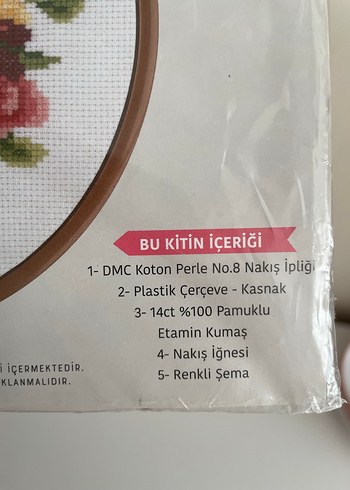 BU KİTİN İÇERİĞİ
1- DMC Koton Perle No.8 Nakış İpliği
2- Plastik Çerçeve - Kasnak
3- 14ct %100 Pamuklu
Etamin Kumaş
4- Nakış İğnesi
5- Renkli Şema
İÇERMEKTEDİR.